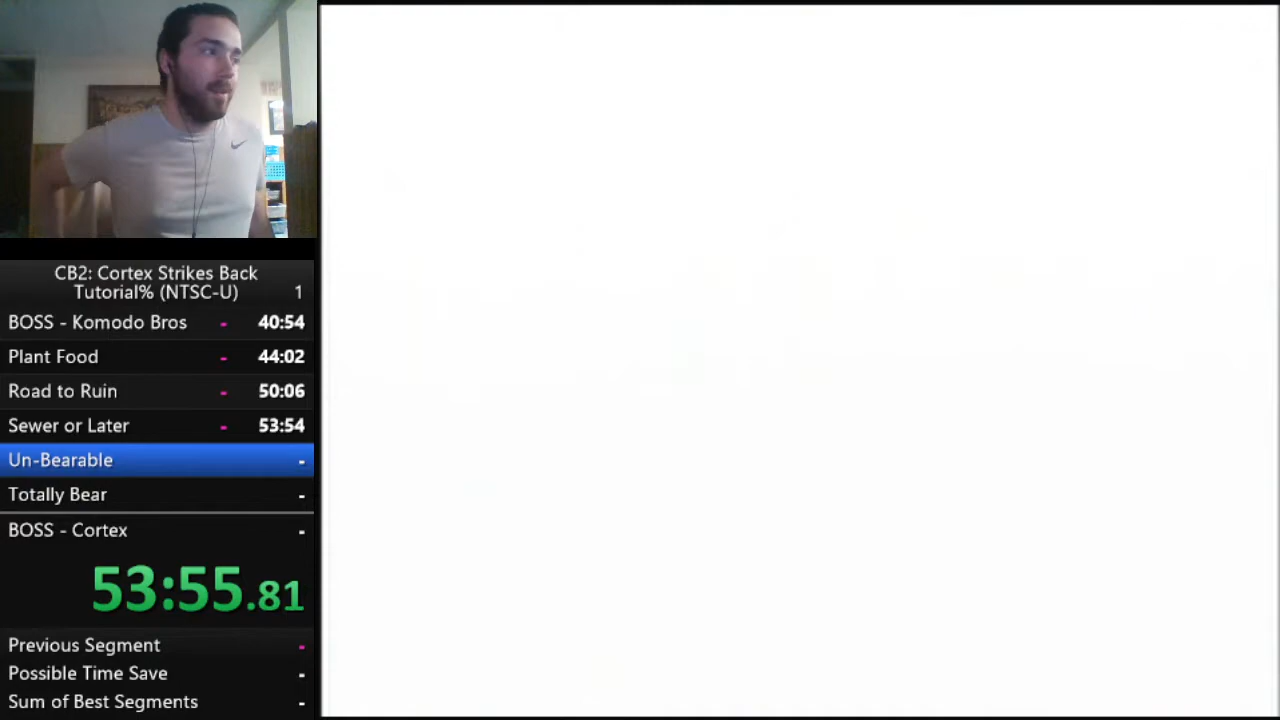 CB2: Cortex Strikes Back
Tutorial% (NTSC-U) 1
BOSS - Komodo Bros - 40:54
Plant Food - 44:02
Road to Ruin - 50:06
Sewer or Later - 53:54
Un-Bearable -
Totally Bear -
BOSS - Cortex -
53:55.81
Previous Segment -
Possible Time Save -
Sum of Best Segments -